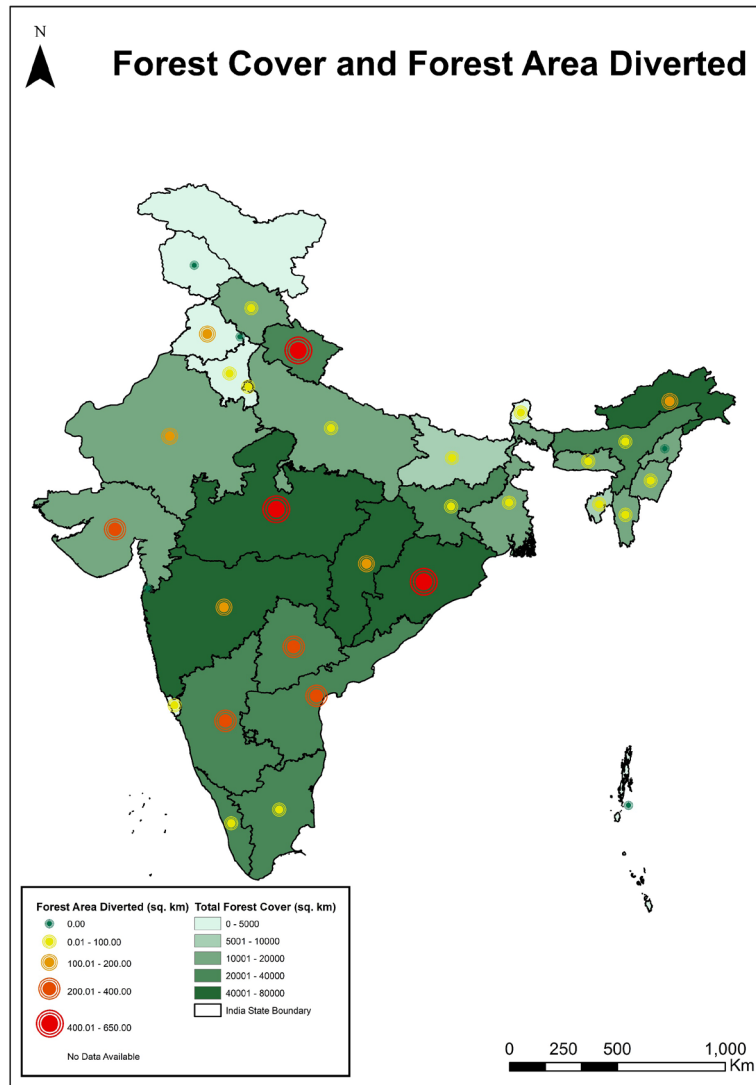 N
Forest Cover and Forest Area Diverted
Forest Area Diverted (sq. km)
0.00
0.01 - 100.00
100.01 - 200.00
200.01 - 400.00
400.01 - 650.00
No Data Available
Total Forest Cover (sq. km)
0 - 5000
5001 - 10000
10001 - 20000
20001 - 40000
40001 - 80000
India State Boundary
0 250 500 1,000
Km